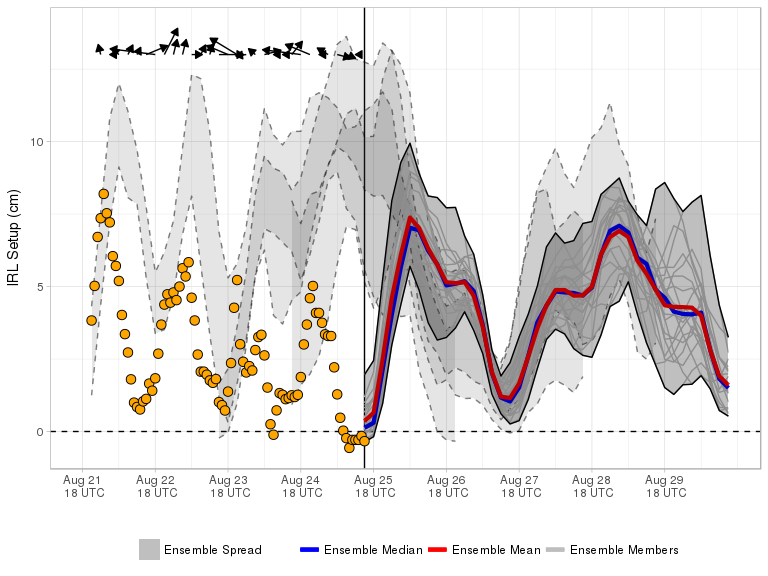 IRL Setup (cm)
10
5
0
Aug 21 Aug 22 Aug 23 Aug 24 Aug 25 Aug 26 Aug 27 Aug 28 Aug 29
18 UTC 18 UTC 18 UTC 18 UTC 18 UTC 18 UTC 18 UTC 18 UTC 18 UTC
Ensemble Spread Ensemble Median Ensemble Mean Ensemble Members